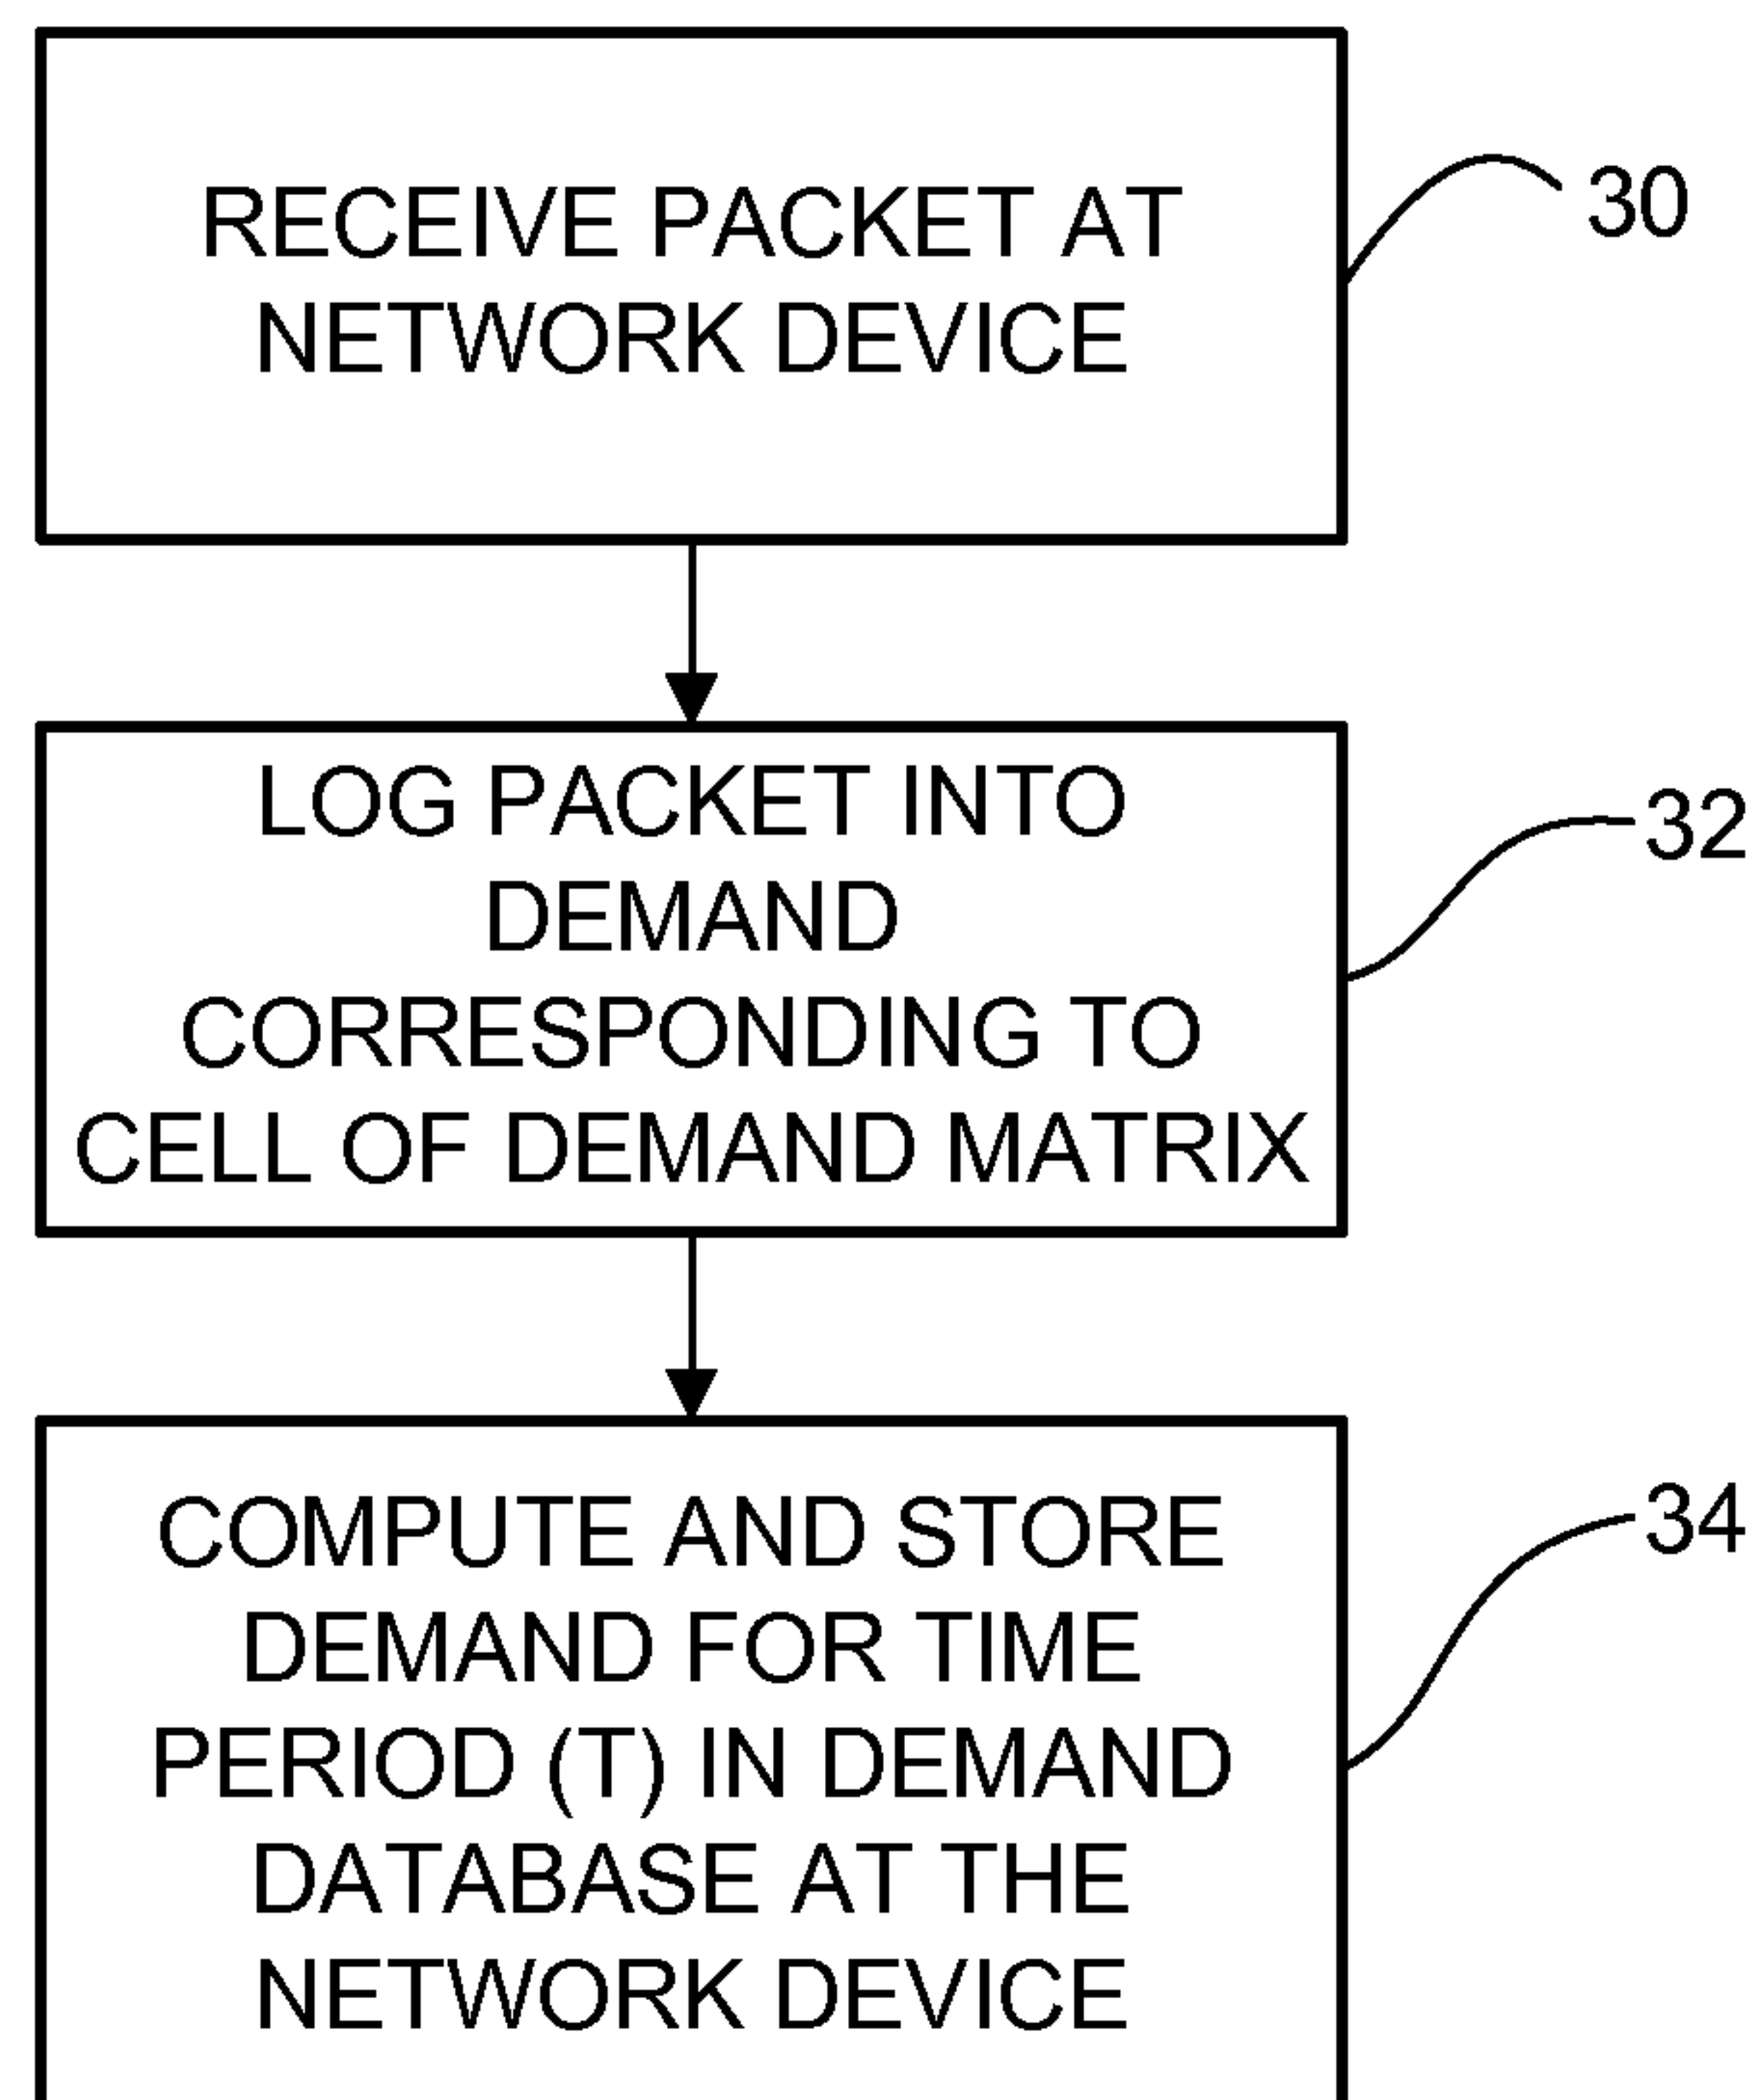 RECEIVE PACKET AT
NETWORK DEVICE
30
LOG PACKET INTO
DEMAND
CORRESPONDING TO
CELL OF DEMAND MATRIX
32
COMPUTE AND STORE
DEMAND FOR TIME
PERIOD (T) IN DEMAND
DATABASE AT THE
NETWORK DEVICE
34